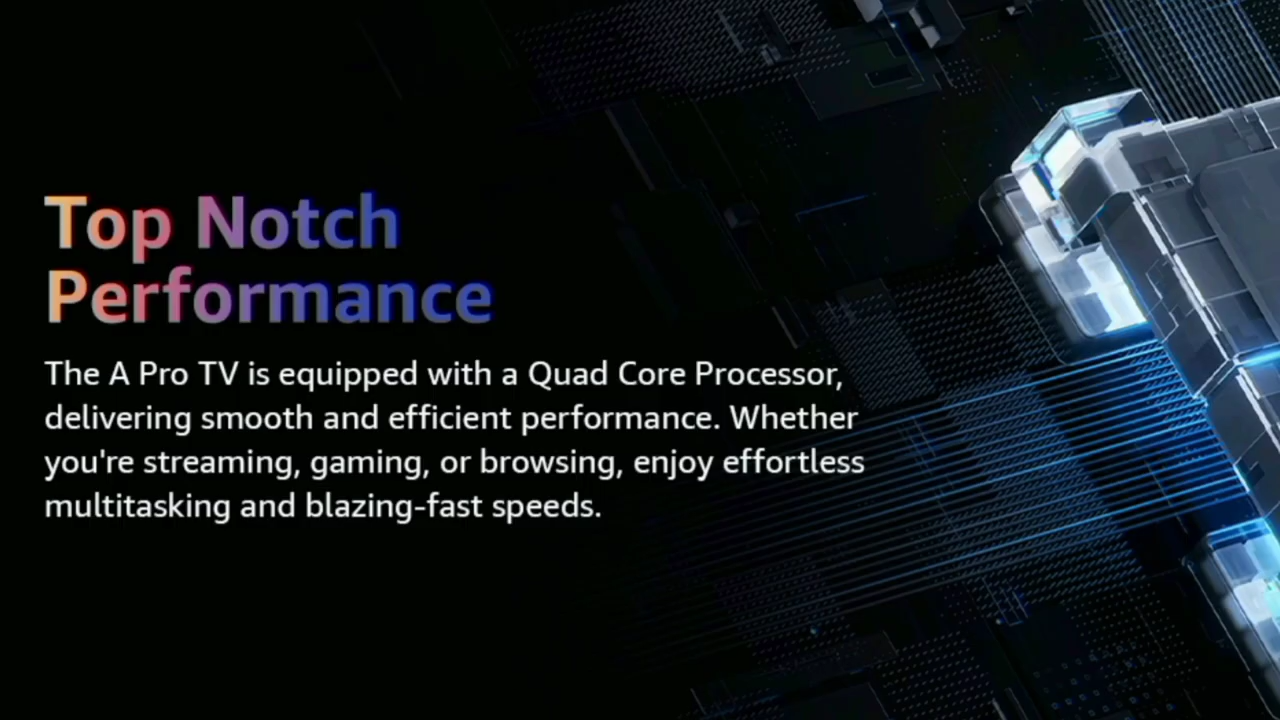 Top Notch
Performance
The A Pro TV is equipped with a Quad Core Processor,
delivering smooth and efficient performance. Whether
you're streaming, gaming, or browsing, enjoy effortless
multitasking and blazing-fast speeds.